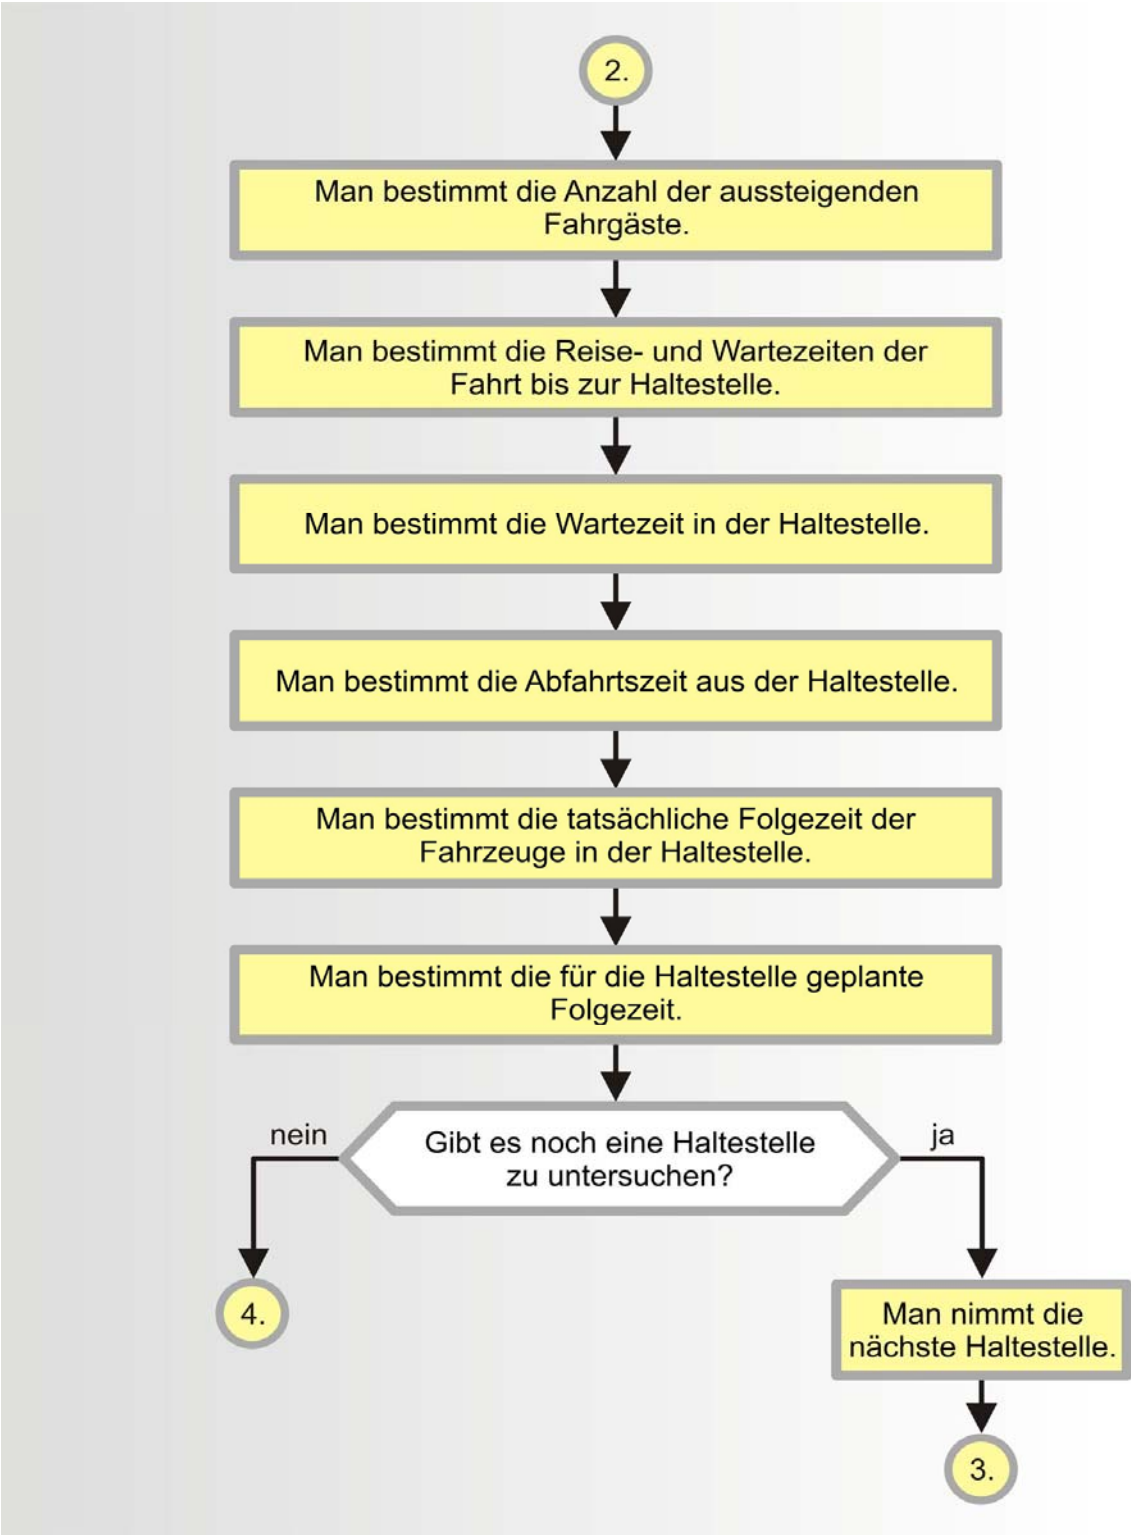 2.
Man bestimmt die Anzahl der aussteigenden
Fahrgäste.
Man bestimmt die Reise- und Wartezeiten der
Fahrt bis zur Haltestelle.
Man bestimmt die Wartezeit in der Haltestelle.
Man bestimmt die Abfahrtszeit aus der Haltestelle.
Man bestimmt die tatsächliche Folgezeit der
Fahrzeuge in der Haltestelle.
Man bestimmt die für die Haltestelle geplante
Folgezeit.
nein
Gibt es noch eine Haltestelle
zu untersuchen?
ja
4.
Man nimmt die
nächste Haltestelle.
3.